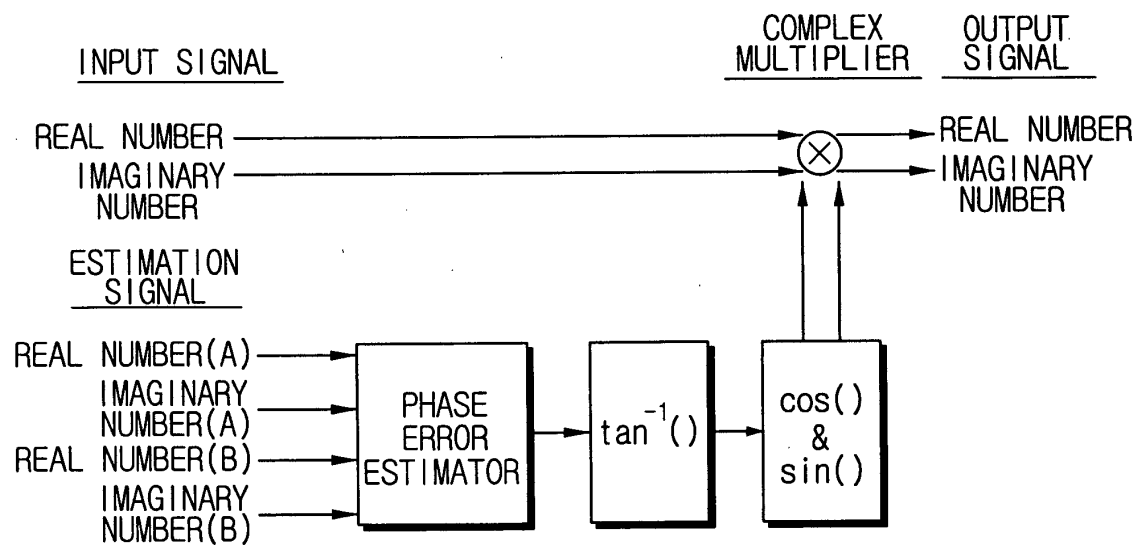 INPUT SIGNAL
COMPLEX
MULTIPLIER
OUTPUT
SIGNAL
REAL NUMBER
IMAGINARY
NUMBER
REAL NUMBER
IMAGINARY
NUMBER
ESTIMATION
SIGNAL
REAL NUMBER(A)
IMAGINARY
NUMBER(A)
REAL NUMBER(B)
IMAGINARY
NUMBER(B)
PHASE
ERROR
ESTIMATOR
tan⁻¹()
cos()
&
sin()